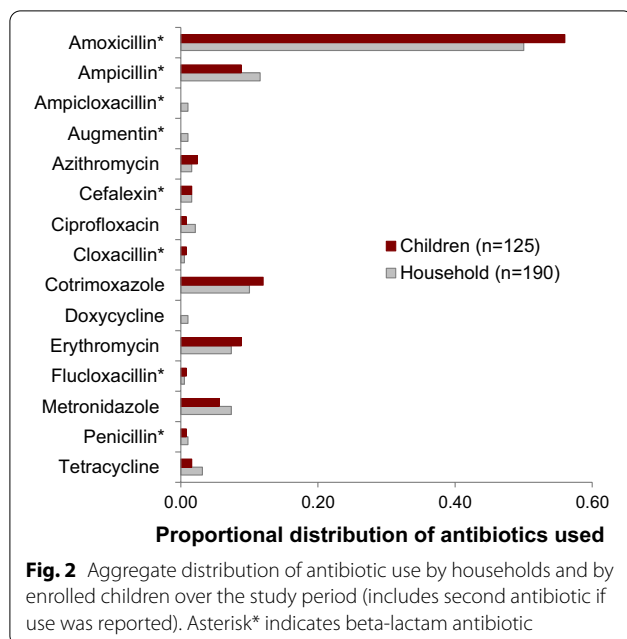 Amoxicillin*
Ampicillin*
Ampicloxacillin*
Augmentin*
Azithromycin
Cefalexin*
Ciprofloxacin
Cloxacillin*
Cotrimoxazole
Doxycycline
Erythromycin
Flucloxacillin*
Metronidazole
Penicillin*
Tetracycline
Children (n=125)
Household (n=190)
0.00 0.20 0.40 0.60
Proportional distribution of antibiotics used
Fig. 2 Aggregate distribution of antibiotic use by households and by
enrolled children over the study period (includes second antibiotic if
use was reported). Asterisk* indicates beta-lactam antibiotic